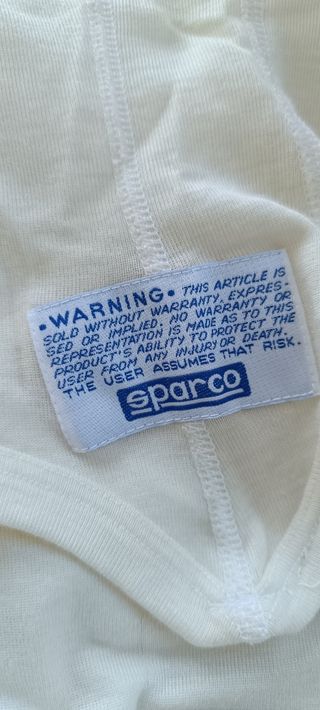 •WARNING• THIS ARTICLE IS
SOLD WITHOUT WARRANTY, EXPRES-
SED OR IMPLIED. NO WARRANTY OR
REPRESENTATION IS MADE AS TO THIS
PRODUCT'S ABILITY TO PROTECT THE
USER FROM ANY INJURY OR DEATH.
THE USER ASSUMES THAT RISK.
sparco